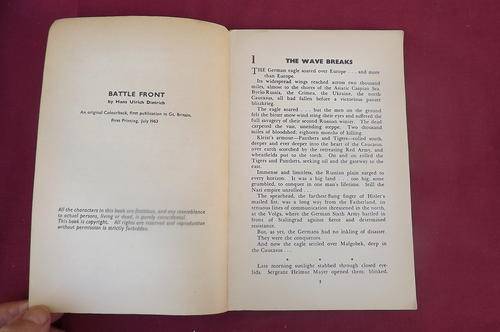 BATTLE FRONT
by Hans Ulrich Dietrich
An original Colourback, first publication in Gt. Britain.
First Printing, July 1963
All the characters in this book are fictitious, and any resemblance
to actual persons, living or dead, is purely coincidental.
This book is copyright. All rights are reserved and reproduction
without permission is strictly forbidden.
1
THE WAVE BREAKS
THE German eagle soared over Europe . . . and more
than Europe.
Its widespread wings reached across two thousand
miles, almost to the shores of the Asiatic Caspian Sea.
Byelo Russia, the Crimea, the Ukraine, the north
Caucasus, all had fallen before a victorious panzer
blitzkrieg.
The eagle soared . . . but the men on the ground
felt the bitter snow-wind sting their eyes and suffered the
full savagery of their second Russian winter. The dead
carpeted the vast, unending steppe. Two thousand
miles of bloodshed; eighteen months of killing.
Kleist's armour—Panthers and Tigers—rolled south,
deeper and ever deeper into the heart of the Caucasus
over earth scorched by the retreating Red Army, and
wheatfields put to the torch. On and on rolled the
Tigers and Panthers, seeking oil and the gateway to the
east.
Immense and limitless, the Russian plain surged to
every horizon. It was a big land . . . too big, some
grumbled, to conquer in one man's lifetime. Still the
Nazi empire swelled.
The spearhead, the farthest-flung finger of Hitler's
mailed fist, was a long way from the Fatherland, its
tenuous lines of communication threatened in the north,
at the Volga, where the German Sixth Army battled in
front of Stalingrad against fierce and determined
resistance.
But, as yet, the Germans had no inkling of disaster.
They were the conquerors.
And now the eagle settled over Malgobek, deep in
the Caucasus . . .
* * *
Late morning sunlight stabbed through closed eye-
lids. Sergeant Helmut Mayer opened them; blinked.